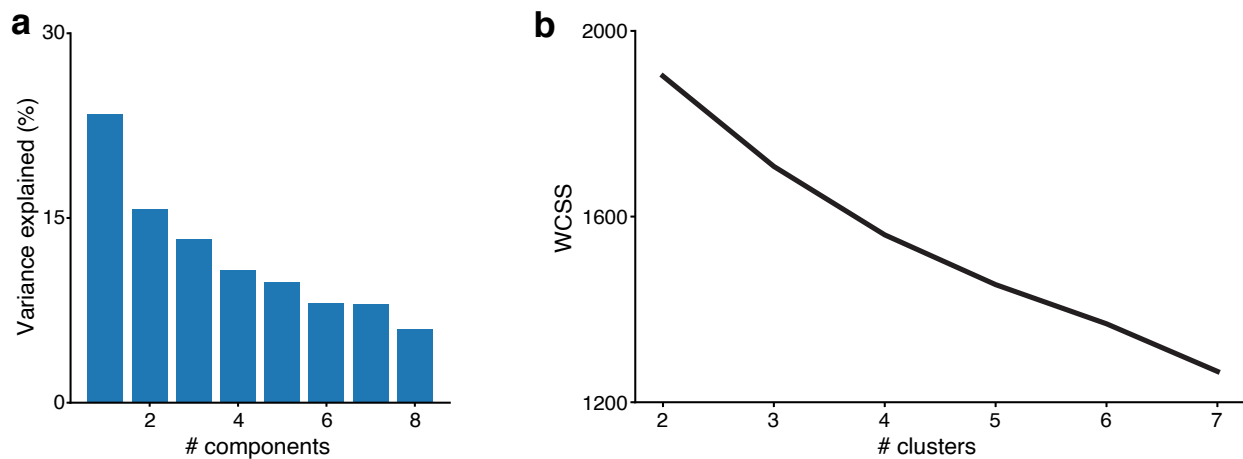 a
30
15
0
Variance explained (%)
2 4 6 8
# components
b
2000
1600
1200
WCSS
2 3 4 5 6 7
# clusters